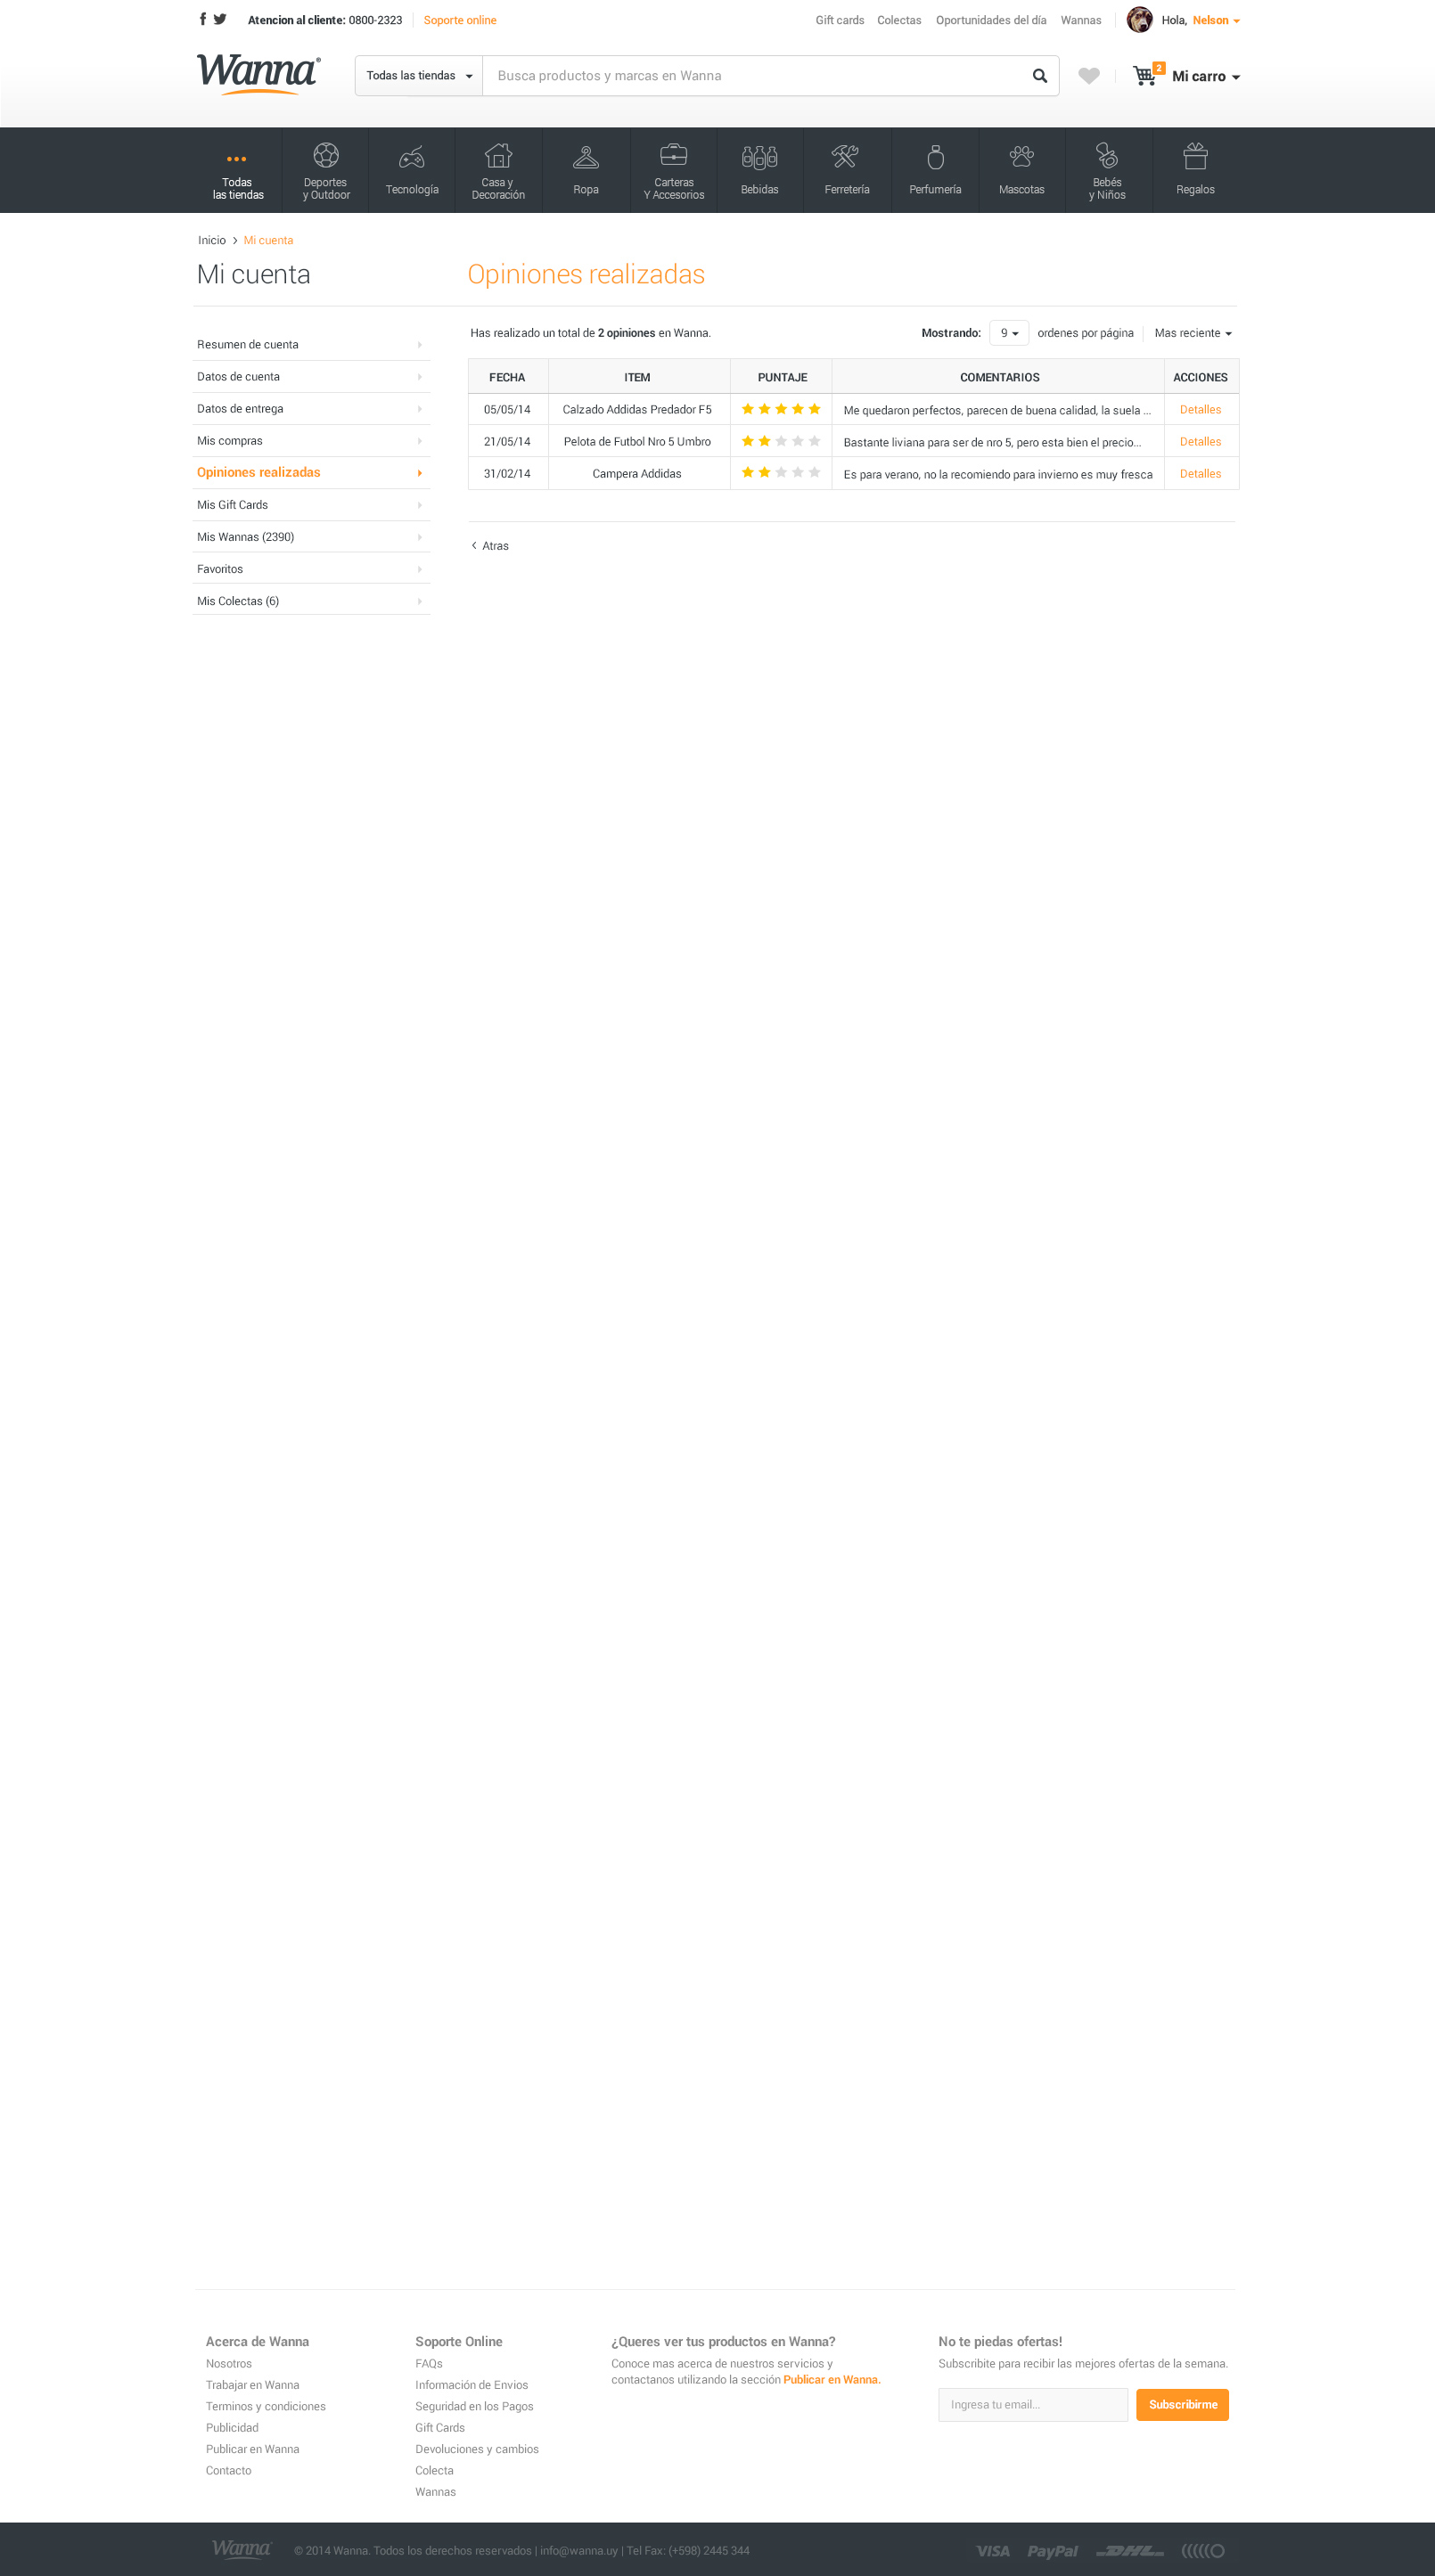 Atencion al cliente: 0800-2323 Soporte online Gift cards Colectas Oportunidades del día Wannas Hola, Nelson
Wanna® Todas las tiendas Busca productos y marcas en Wanna 2 Mi carro
Todas las tiendas
Deportes y Outdoor
Tecnología
Casa y Decoración
Ropa
Carteras Y Accesorios
Bebidas
Ferretería
Perfumería
Mascotas
Bebés y Niños
Regalos
Inicio > Mi cuenta
Mi cuenta
Resumen de cuenta
Datos de cuenta
Datos de entrega
Mis compras
Opiniones realizadas
Mis Gift Cards
Mis Wannas (2390)
Favoritos
Mis Colectas (6)
Opiniones realizadas
Has realizado un total de 2 opiniones en Wanna. Mostrando: 9 ordenes por página Mas reciente
FECHA ITEM PUNTAJE COMENTARIOS ACCIONES
05/05/14 Calzado Addidas Predador F5 Me quedaron perfectos, parecen de buena calidad, la suela ... Detalles
21/05/14 Pelota de Futbol Nro 5 Umbro Bastante liviana para ser de nro 5, pero esta bien el precio... Detalles
31/02/14 Campera Addidas Es para verano, no la recomiendo para invierno es muy fresca Detalles
< Atras
Acerca de Wanna
Nosotros
Trabajar en Wanna
Terminos y condiciones
Publicidad
Publicar en Wanna
Contacto
Soporte Online
FAQs
Información de Envios
Seguridad en los Pagos
Gift Cards
Devoluciones y cambios
Colecta
Wannas
¿Queres ver tus productos en Wanna?
Conoce mas acerca de nuestros servicios y
contactanos utilizando la sección Publicar en Wanna.
No te piedas ofertas!
Subscribite para recibir las mejores ofertas de la semana.
Ingresa tu email... Subscribirme
Wanna © 2014 Wanna. Todos los derechos reservados | info@wanna.uy | Tel Fax: (+598) 2445 344 VISA PayPal DHL